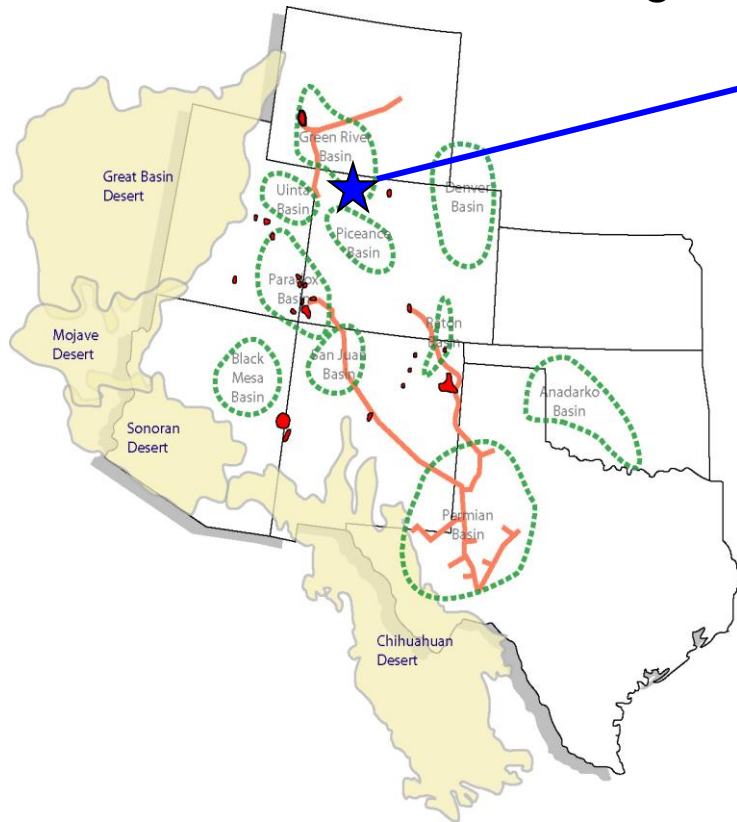 Green River
Basin
Great Basin
Desert
Uinta
Basin
Denver
Basin
Piceance
Basin
Paradox
Basin
Mojave
Desert
Raton
Basin
San Juan
Basin
Black
Mesa
Basin
Anadarko
Basin
Sonoran
Desert
Permian
Basin
Chihuahuan
Desert